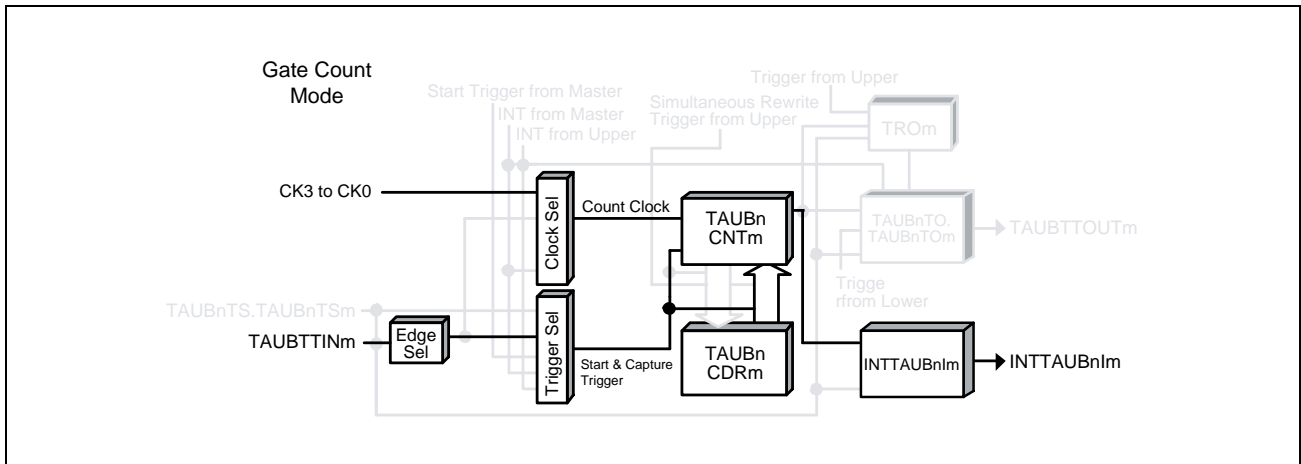 Gate Count
Mode
Trigger from Upper
Start Trigger from Master
Simultaneous Rewrite
Trigger from Upper
INT from Master
INT from Upper
TROm
CK3 to CK0
Clock Sel
Count Clock
TAUBn
CNTm
TAUBnTO.
TAUBnTOm
TAUBTTOUTm
Trigge
rfrom Lower
TAUBnTS.TAUBnTSm
TAUBTTINm
Edge
Sel
Trigger Sel
Start & Capture
Trigger
TAUBn
CDRm
INTTAUBnIm
INTTAUBnIm